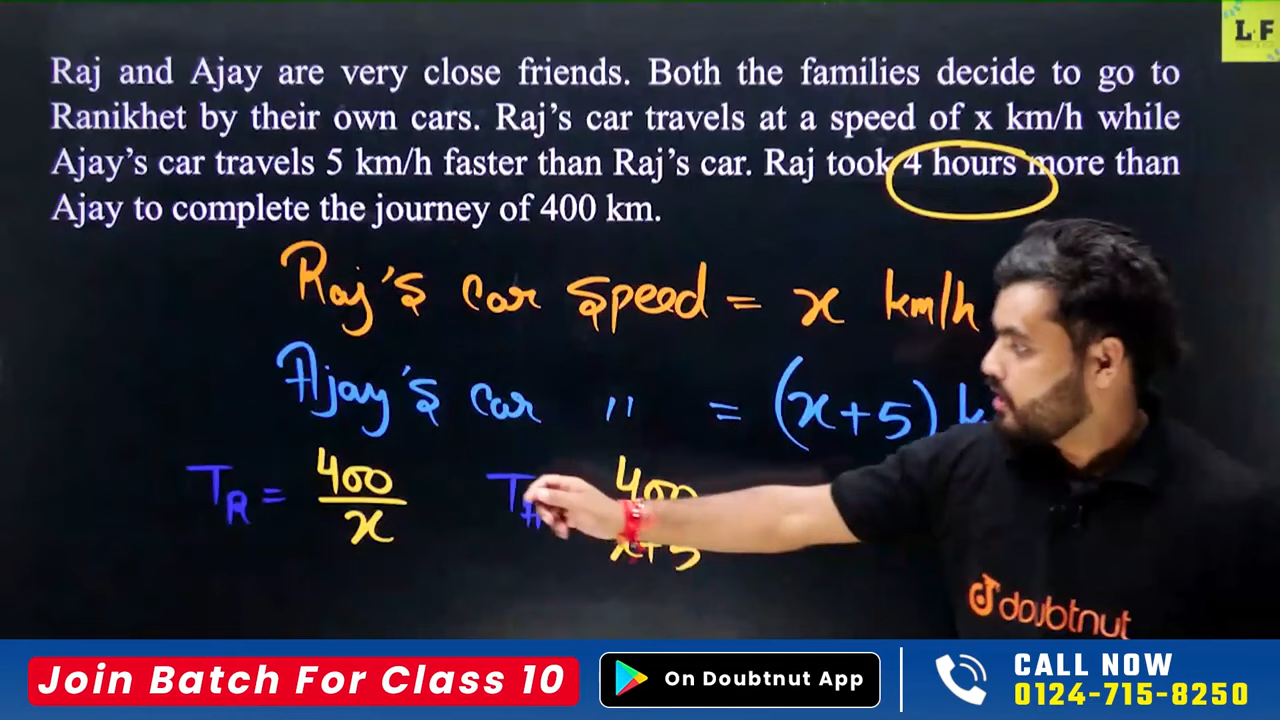 L.F
Raj and Ajay are very close friends. Both the families decide to go to
Ranikhet by their own cars. Raj’s car travels at a speed of x km/h while
Ajay’s car travels 5 km/h faster than Raj’s car. Raj took 4 hours more than
Ajay to complete the journey of 400 km.
Raj's car speed = x km/h
Ajay's car " = (x+5) k
T_R = 400/x T_A 400/x+5
doubtnut
Join Batch For Class 10
On Doubtnut App
CALL NOW
0124-715-8250